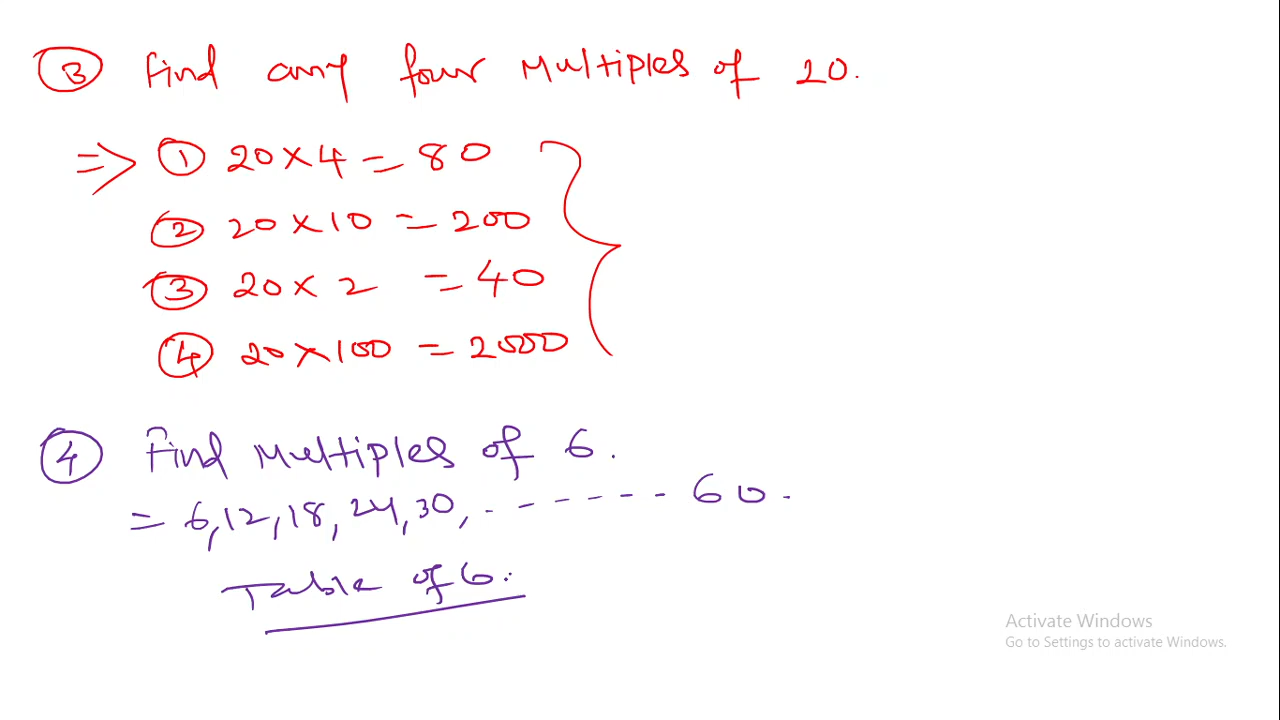 ③ Find any four Multiples of 20.
⇒ ① 20×4 = 80
② 20×10 = 200
③ 20×2 = 40
④ 20×100 = 2000
④ Find Multiples of 6.
= 6,12,18,24,30, . - - - - - - 60.
Table of 6.
Activate Windows
Go to Settings to activate Windows.